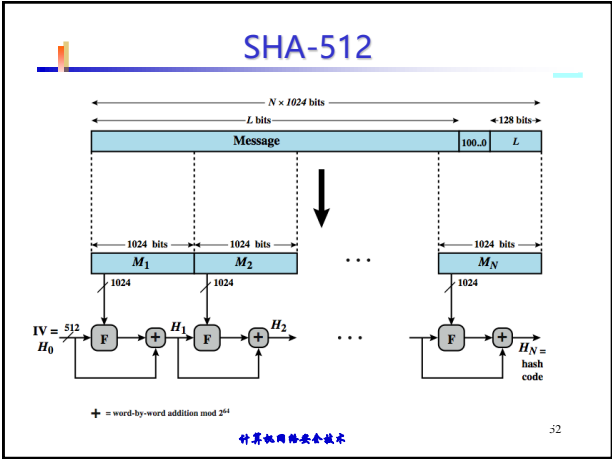 SHA-512
N × 1024 bits
L bits
128 bits
Message
100..0
L
1024 bits
1024 bits
1024 bits
M1
M2
. . .
MN
1024
1024
1024
IV =
H0
512
F
+
H1
F
+
H2
. . .
F
+
HN =
hash
code
+ = word-by-word addition mod 2^64
计算机网络安全技术
52